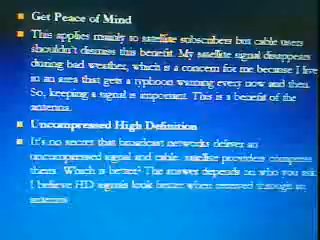 Get Peace of Mind
This applies mainly to satellite subscribers but cable users
shouldn't dismiss this benefit. My satellite signal disappears
during bad weather, which is a concern for me because I live
in an area that gets a typhoon warning every now and then.
So, keeping a signal is important. This is a benefit of the
antenna.
Uncompressed High Definition
It's no secret that broadcast networks deliver an
uncompressed signal and cable satellite providers compress
them. Which is better? The answer depends on who you ask.
I believe HD signals look better when received through an
antenna